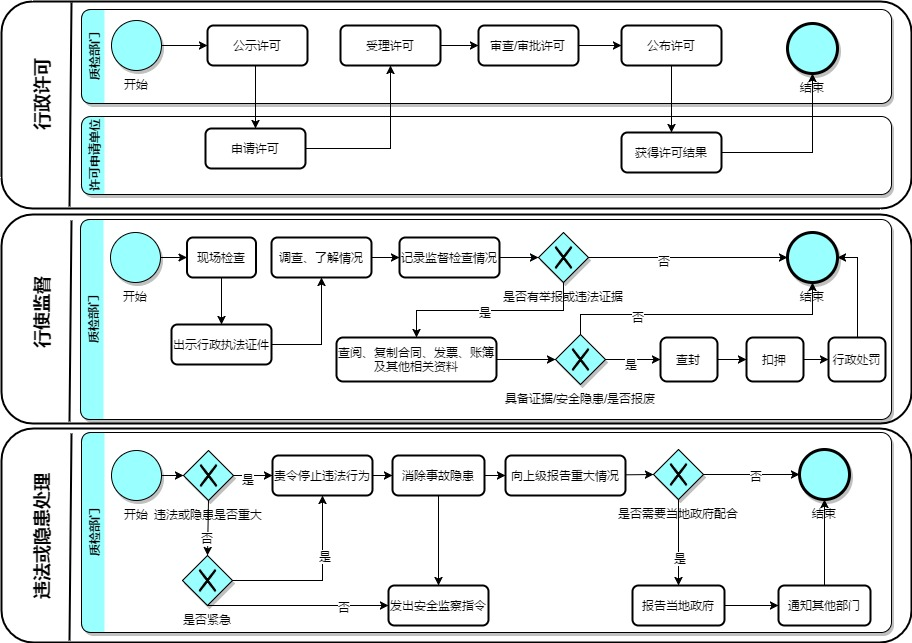 行政许可
质检部门
开始
公示许可
受理许可
审查/审批许可
公布许可
结束
许可申请单位
申请许可
获得许可结果
行使监督
质检部门
开始
现场检查
调查、了解情况
记录监督检查情况
是否有举报或违法证据
否
结束
是
出示行政执法证件
查阅、复制合同、发票、账簿
及其他相关资料
否
具备证据/安全隐患/是否报废
是
查封
扣押
行政处罚
违法或隐患处理
质检部门
开始
违法或隐患是否重大
是
责令停止违法行为
消除事故隐患
向上级报告重大情况
是否需要当地政府配合
否
结束
否
是
是
是否紧急
否
发出安全监察指令
报告当地政府
通知其他部门